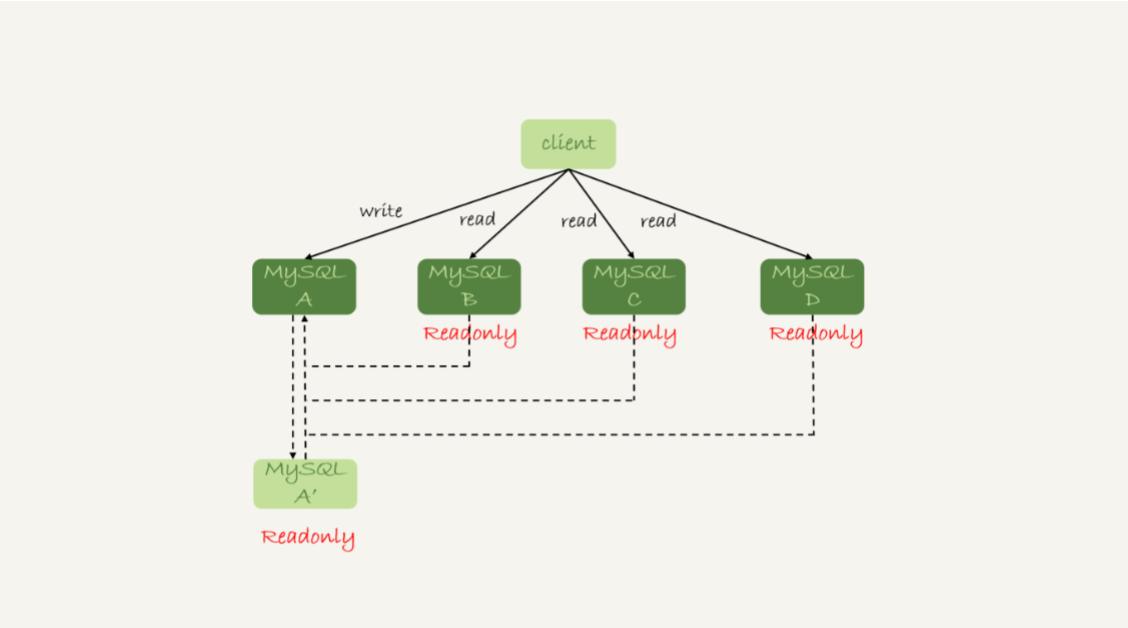 client
write
read
read
read
MySQL
A
MySQL
B
MySQL
C
MySQL
D
Readonly
Readonly
Readonly
MySQL
A'
Readonly